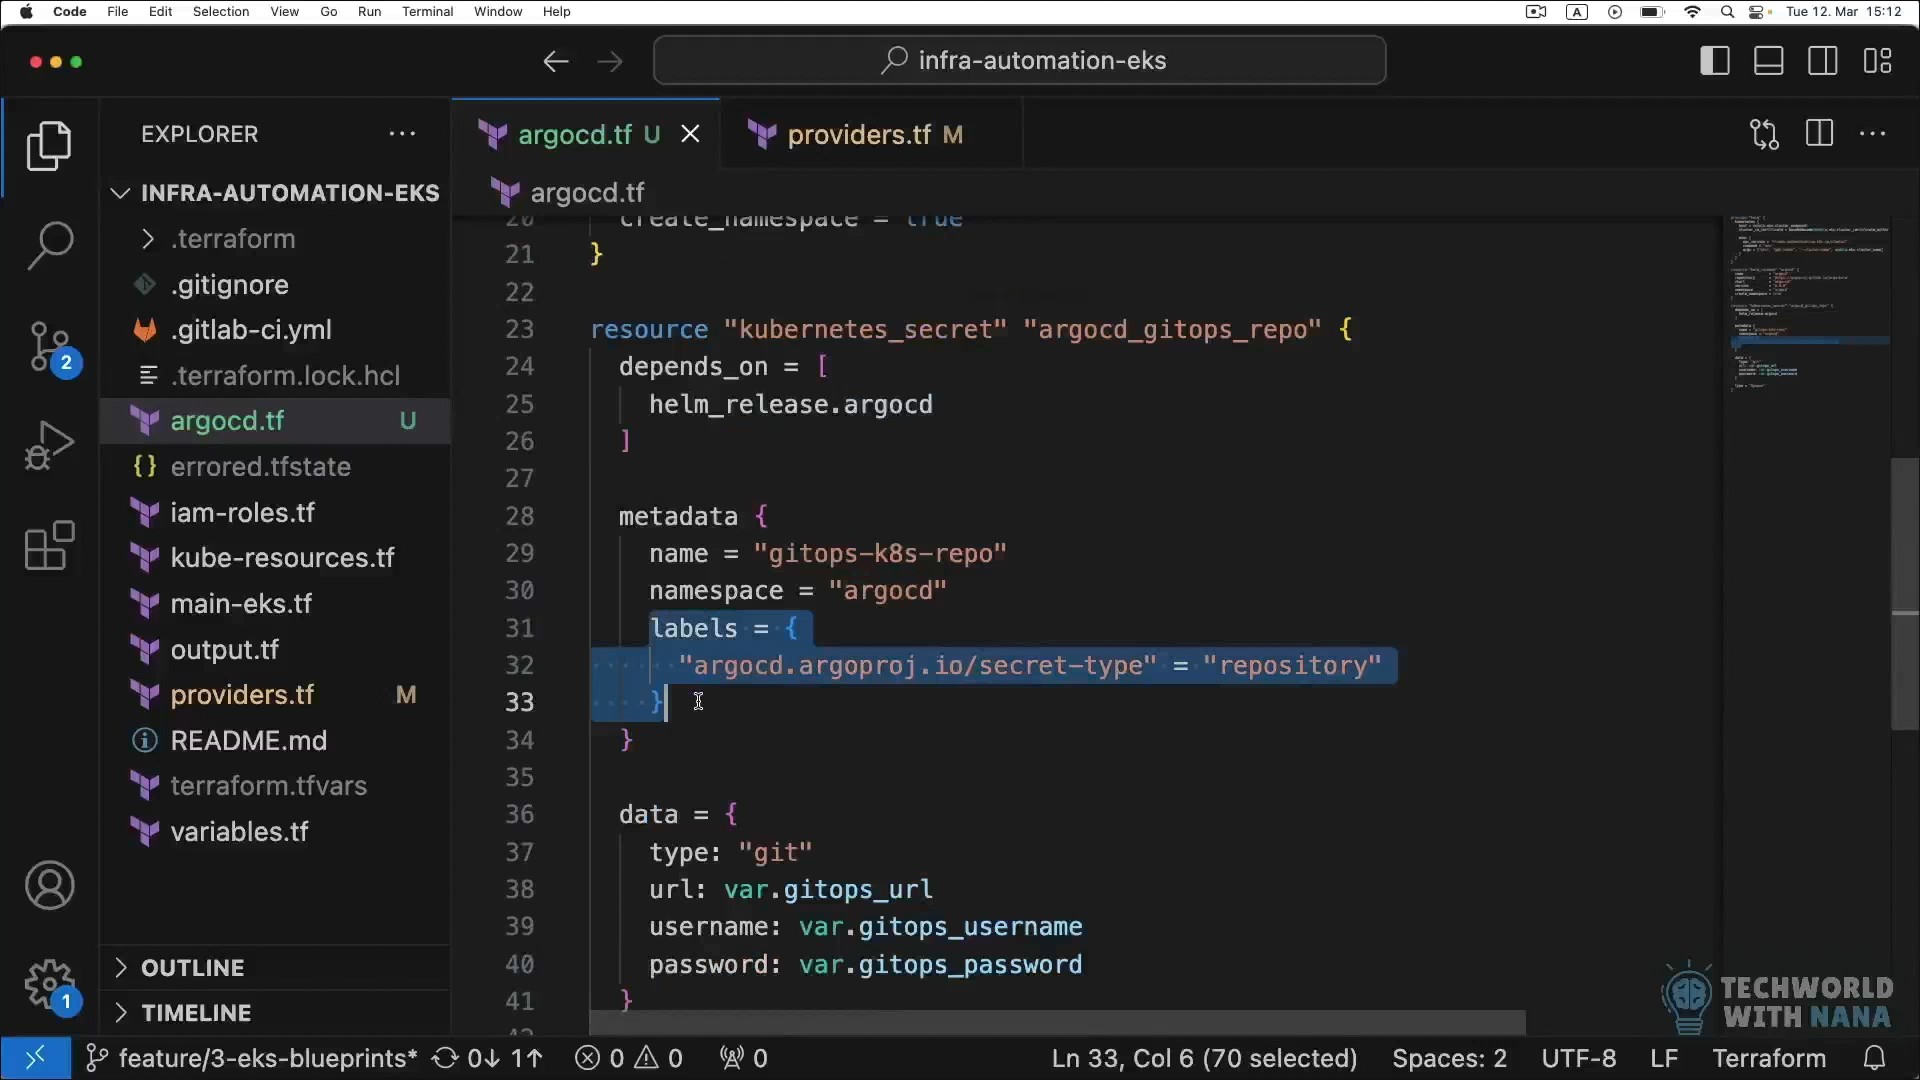 Code File Edit Selection View Go Run Terminal Window Help
A Tue 12. Mar 15:12
infra-automation-eks
EXPLORER
INFRA-AUTOMATION-EKS
.terraform
.gitignore
.gitlab-ci.yml
.terraform.lock.hcl
argocd.tf U
errored.tfstate
iam-roles.tf
kube-resources.tf
main-eks.tf
output.tf
providers.tf M
README.md
terraform.tfvars
variables.tf
OUTLINE
TIMELINE
2
1
argocd.tf U
providers.tf M
argocd.tf
20 create_namespace = true
21 }
22
23 resource "kubernetes_secret" "argocd_gitops_repo" {
24 depends_on = [
25 helm_release.argocd
26 ]
27
28 metadata {
29 name = "gitops-k8s-repo"
30 namespace = "argocd"
31 labels = {
32 "argocd.argoproj.io/secret-type" = "repository"
33 }
34 }
35
36 data = {
37 type: "git"
38 url: var.gitops_url
39 username: var.gitops_username
40 password: var.gitops_password
41 }
TECHWORLD
WITH NANA
feature/3-eks-blueprints* 0↓ 1↑ 0 0 0 Ln 33, Col 6 (70 selected) Spaces: 2 UTF-8 LF Terraform